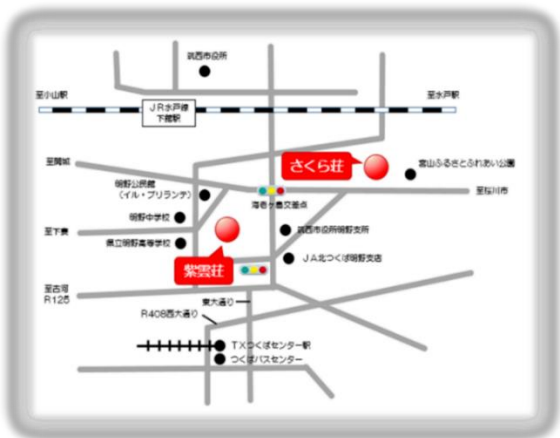 筑西市役所
至小山駅
至水戸駅
JR水戸線
下館駅
至関城
さくら荘
宮山ふるさとふれあい公園
明野公民館
(イル・ブリランテ)
海老ヶ島交差点
至桜川市
明野中学校
至下妻
筑西市役所明野支所
県立明野高等学校
紫雲荘
JA北つくば明野支店
至古河
R125
東大通り
R408西大通り
TXつくばセンター駅
つくばバスセンター